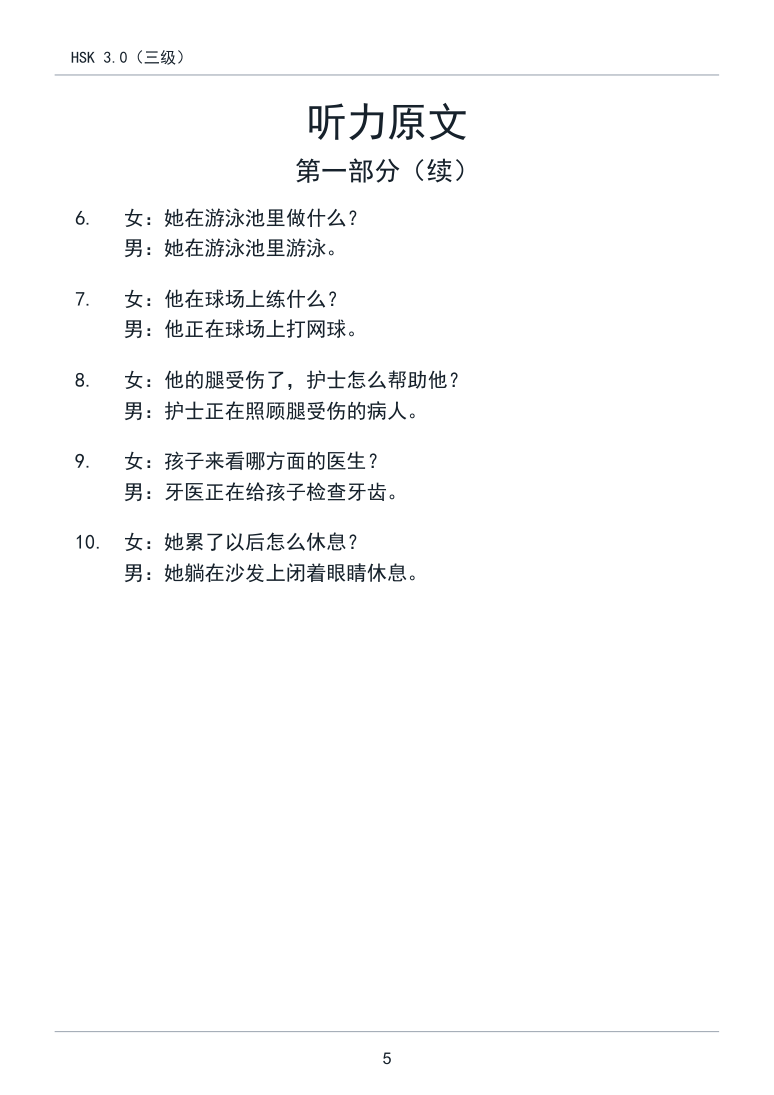 HSK 3.0（三级）
听力原文
第一部分（续）
6. 女：她在游泳池里做什么？
男：她在游泳池里游泳。
7. 女：他在球场上练什么？
男：他正在球场上打网球。
8. 女：他的腿受伤了，护士怎么帮助他？
男：护士正在照顾腿受伤的病人。
9. 女：孩子来看哪方面的医生？
男：牙医正在给孩子检查牙齿。
10. 女：她累了以后怎么休息？
男：她躺在沙发上闭着眼睛休息。
5